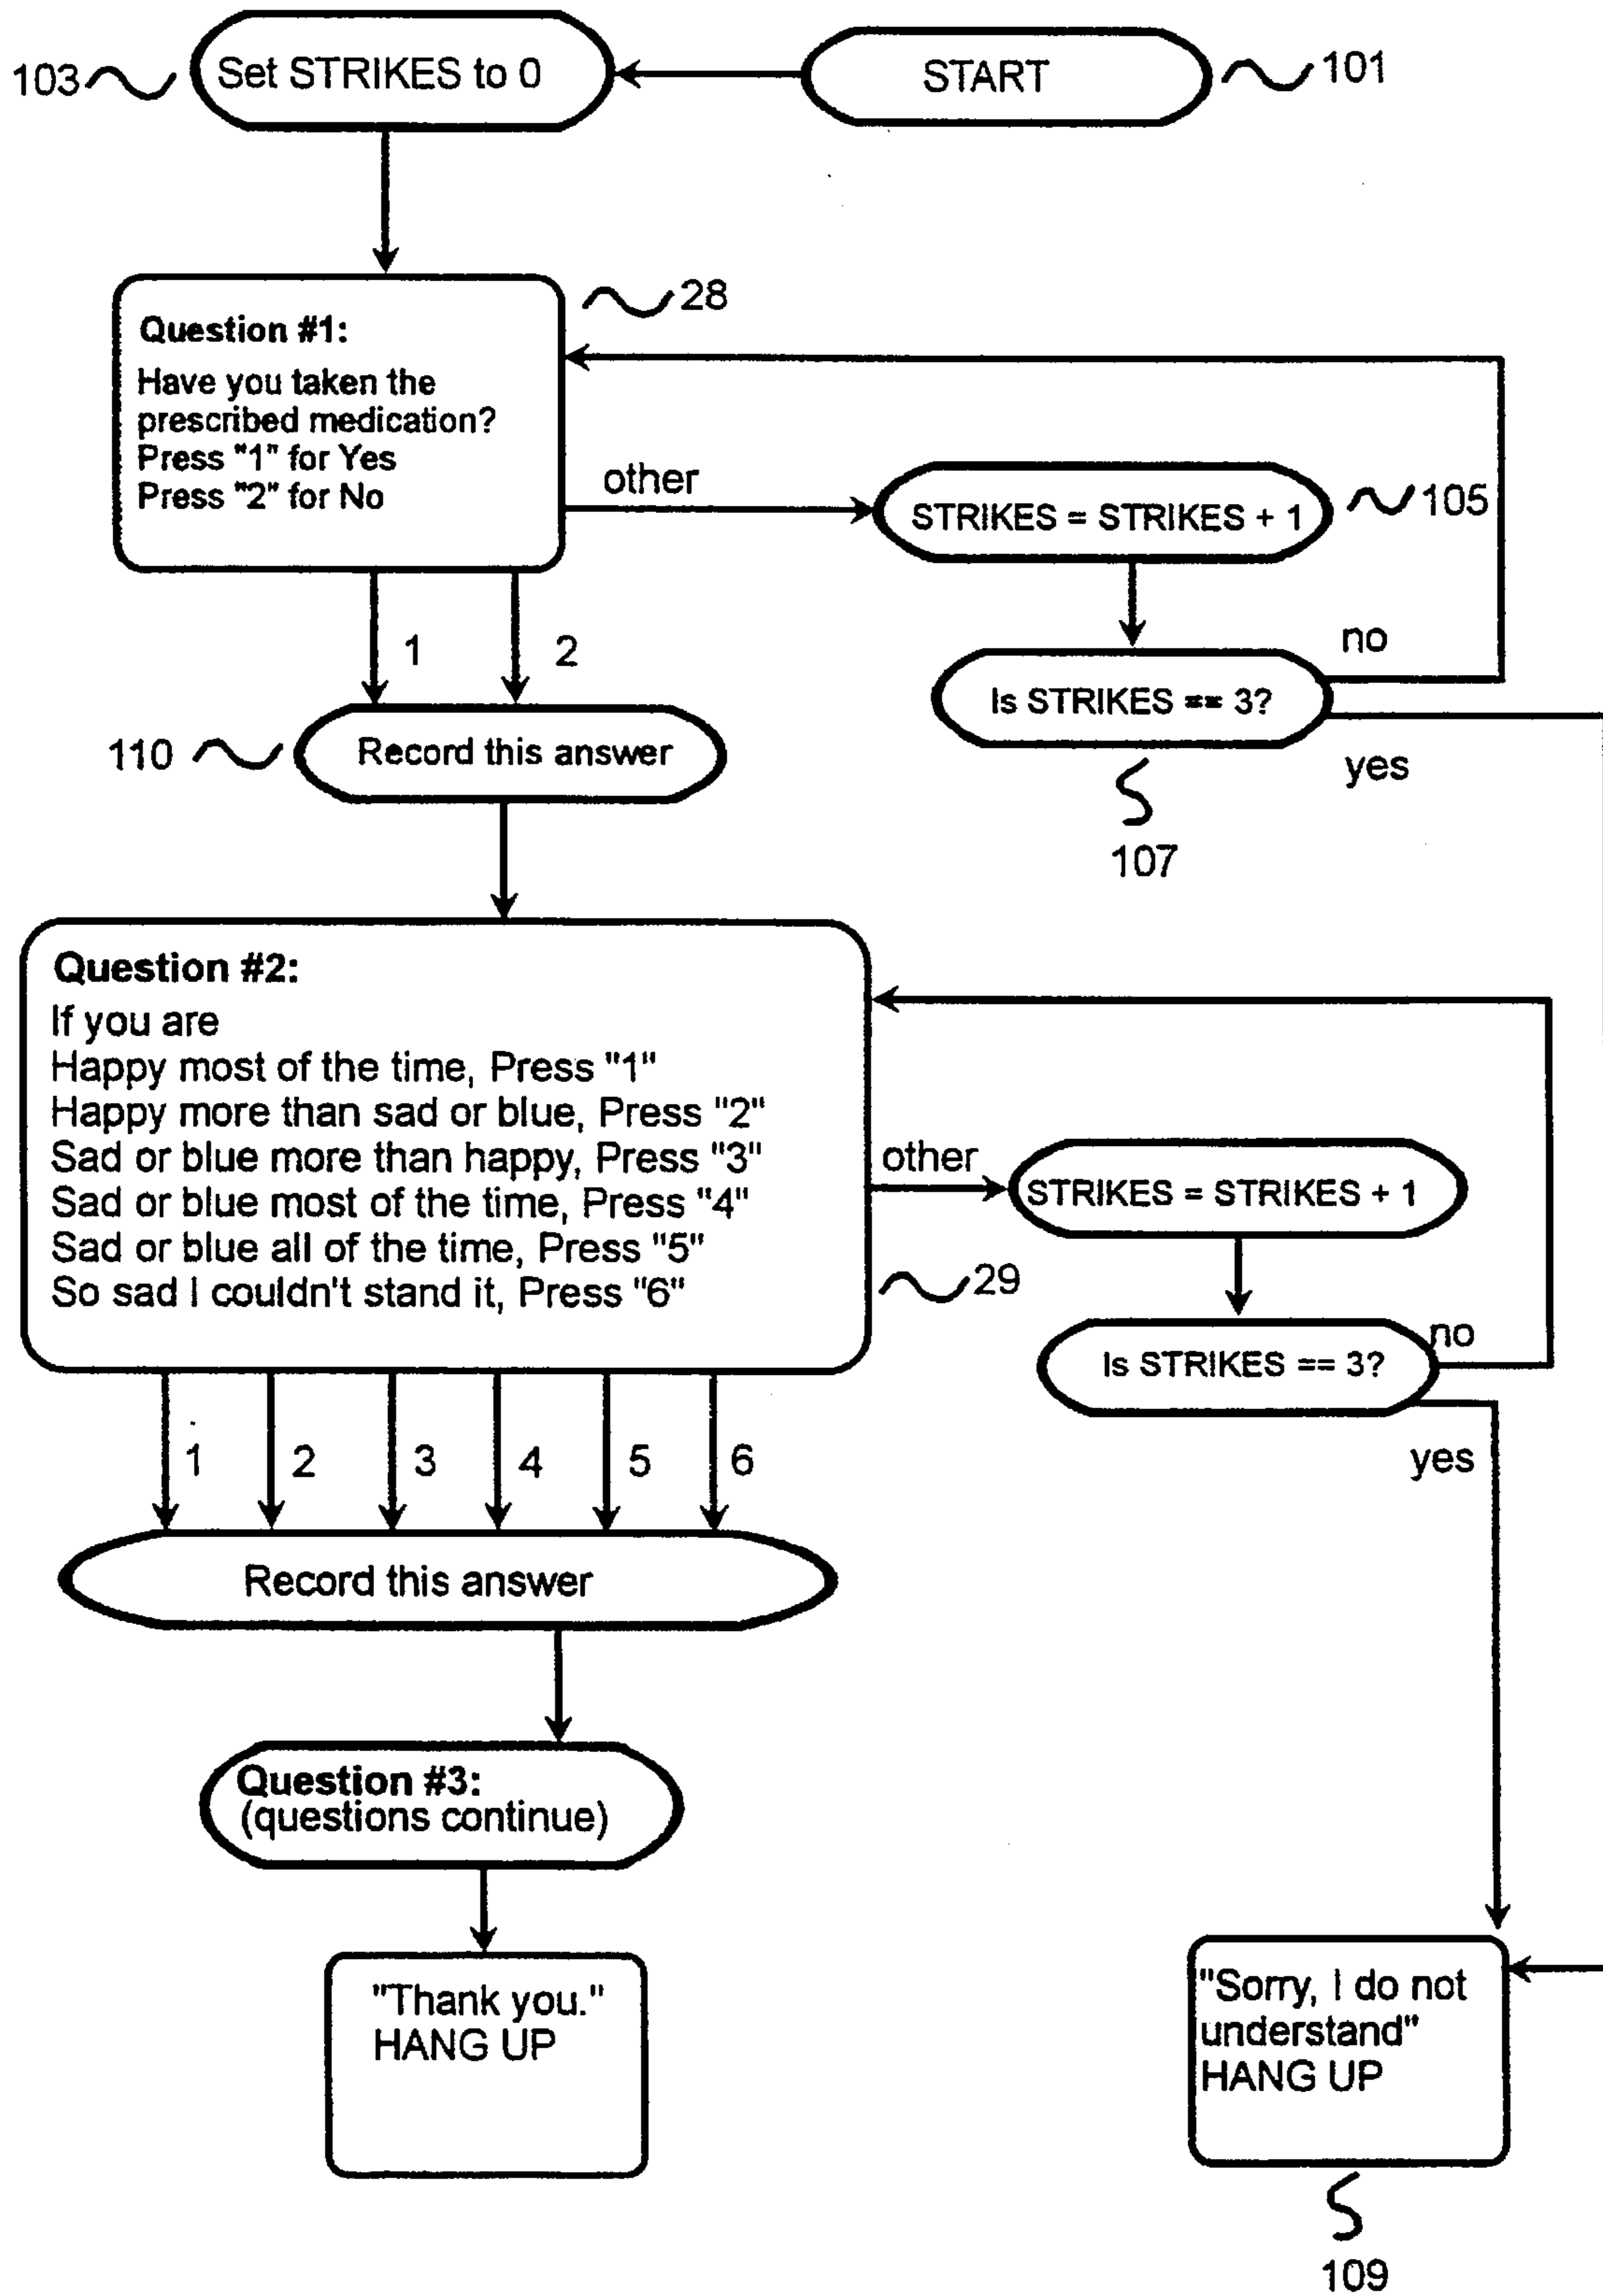 103
Set STRIKES to 0
START
101
28
Question #1:
Have you taken the
prescribed medication?
Press "1" for Yes
Press "2" for No
other
STRIKES = STRIKES + 1
105
1
2
no
Is STRIKES == 3?
yes
107
110
Record this answer
Question #2:
If you are
Happy most of the time, Press "1"
Happy more than sad or blue, Press "2"
Sad or blue more than happy, Press "3"
Sad or blue most of the time, Press "4"
Sad or blue all of the time, Press "5"
So sad I couldn't stand it, Press "6"
other
STRIKES = STRIKES + 1
29
no
Is STRIKES == 3?
yes
1
2
3
4
5
6
Record this answer
Question #3:
(questions continue)
"Thank you."
HANG UP
"Sorry, I do not
understand"
HANG UP
109